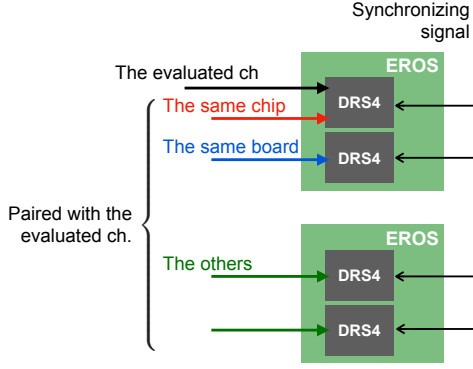 Synchronizing
signal
EROS
The evaluated ch
DRS4
The same chip
The same board
DRS4
Paired with the
evaluated ch.
EROS
The others
DRS4
DRS4